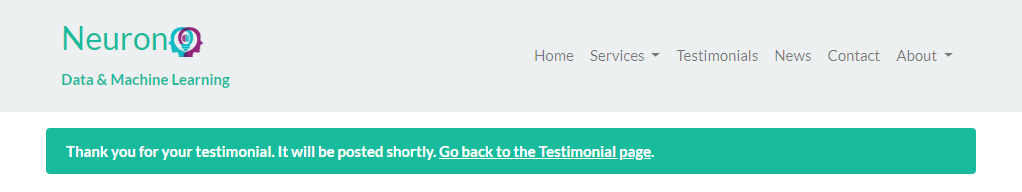 Neuron
Data & Machine Learning
Home Services Testimonials News Contact About
Thank you for your testimonial. It will be posted shortly. Go back to the Testimonial page.